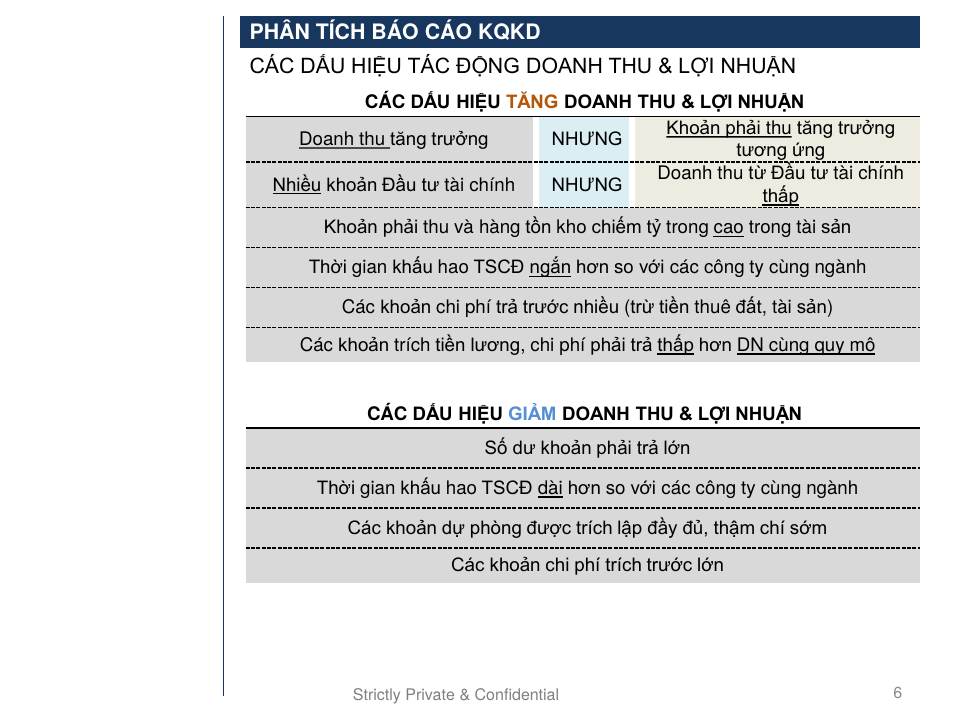 PHÂN TÍCH BÁO CÁO KQKD
CÁC DẤU HIỆU TÁC ĐỘNG DOANH THU & LỢI NHUẬN
CÁC DẤU HIỆU TĂNG DOANH THU & LỢI NHUẬN
Doanh thu tăng trưởng NHƯNG Khoản phải thu tăng trưởng
tương ứng
Nhiều khoản Đầu tư tài chính NHƯNG Doanh thu từ Đầu tư tài chính
thấp
Khoản phải thu và hàng tồn kho chiếm tỷ trong cao trong tài sản
Thời gian khấu hao TSCĐ ngắn hơn so với các công ty cùng ngành
Các khoản chi phí trả trước nhiều (trừ tiền thuê đất, tài sản)
Các khoản trích tiền lương, chi phí phải trả thấp hơn DN cùng quy mô
CÁC DẤU HIỆU GIẢM DOANH THU & LỢI NHUẬN
Số dư khoản phải trả lớn
Thời gian khấu hao TSCĐ dài hơn so với các công ty cùng ngành
Các khoản dự phòng được trích lập đầy đủ, thậm chí sớm
Các khoản chi phí trích trước lớn
Strictly Private & Confidential
6